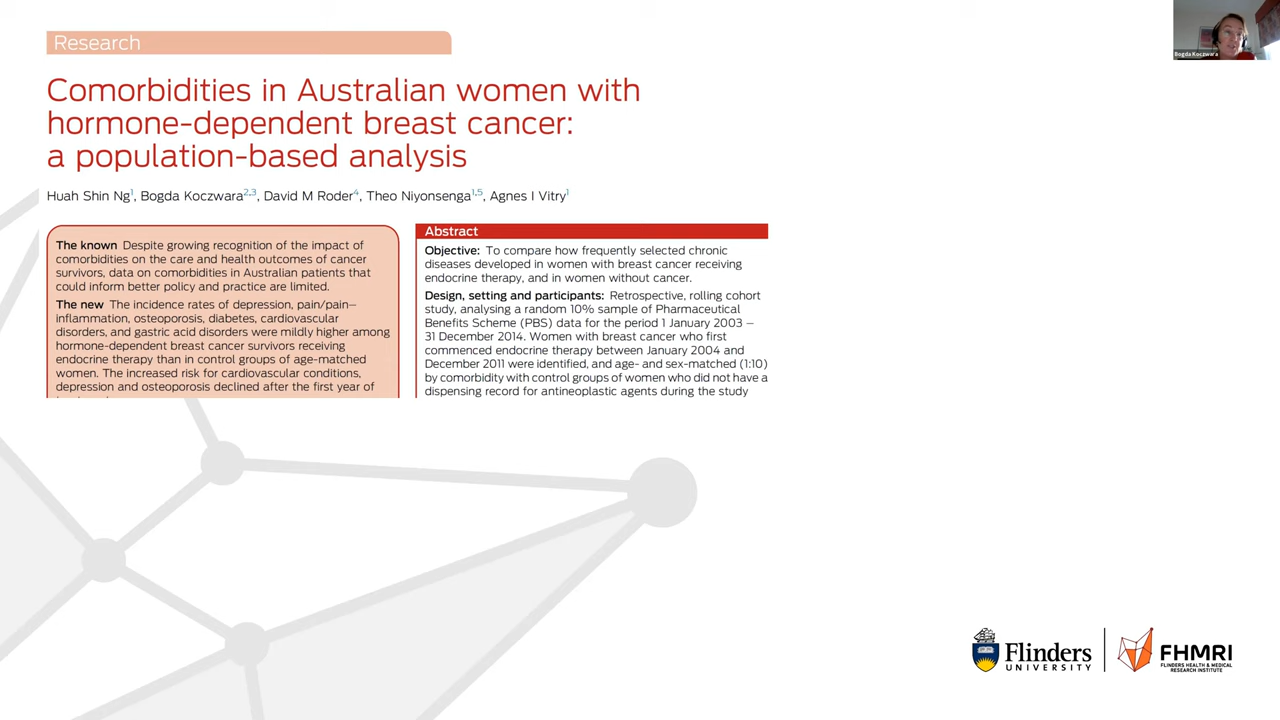 Research
Comorbidities in Australian women with
hormone-dependent breast cancer:
a population-based analysis
Huah Shin Ng1, Bogda Koczwara2,3, David M Roder4, Theo Niyonsenga1,5, Agnes I Vitry1
The known Despite growing recognition of the impact of
comorbidities on the care and health outcomes of cancer
survivors, data on comorbidities in Australian patients that
could inform better policy and practice are limited.
The new The incidence rates of depression, pain/pain–
inflammation, osteoporosis, diabetes, cardiovascular
disorders, and gastric acid disorders were mildly higher among
hormone-dependent breast cancer survivors receiving
endocrine therapy than in control groups of age-matched
women. The increased risk for cardiovascular conditions,
depression and osteoporosis declined after the first year of
Abstract
Objective: To compare how frequently selected chronic
diseases developed in women with breast cancer receiving
endocrine therapy, and in women without cancer.
Design, setting and participants: Retrospective, rolling cohort
study, analysing a random 10% sample of Pharmaceutical
Benefits Scheme (PBS) data for the period 1 January 2003 –
31 December 2014. Women with breast cancer who first
commenced endocrine therapy between January 2004 and
December 2011 were identified, and age- and sex-matched (1:10)
by comorbidity with control groups of women who did not have a
dispensing record for antineoplastic agents during the study
Bogda Koczwara
Flinders
UNIVERSITY
FHMRI
FLINDERS HEALTH & MEDICAL
RESEARCH INSTITUTE